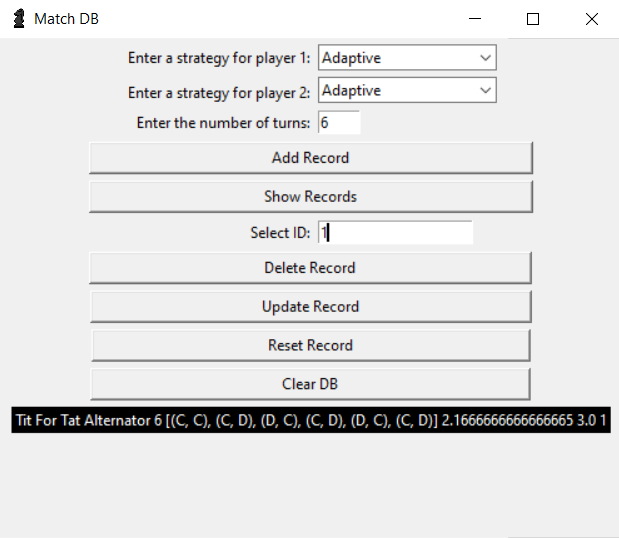 Match DB
Enter a strategy for player 1: Adaptive
Enter a strategy for player 2: Adaptive
Enter the number of turns: 6
Add Record
Show Records
Select ID: 1
Delete Record
Update Record
Reset Record
Clear DB
Tit For Tat Alternator 6 [(C, C), (C, D), (D, C), (C, D), (D, C), (C, D)] 2.1666666666666665 3.0 1